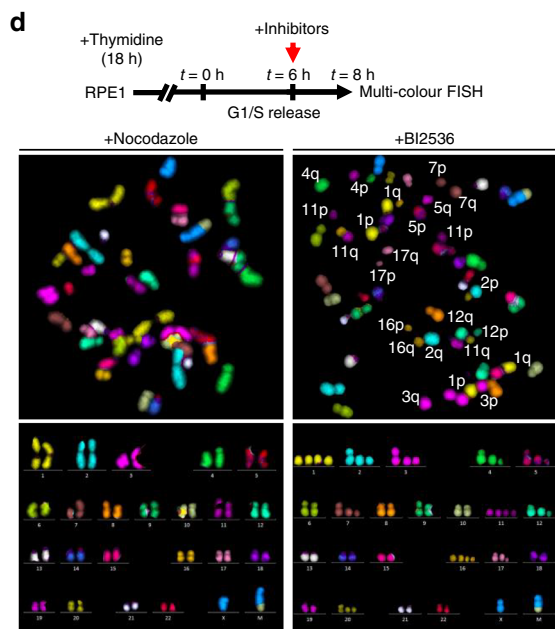 d
+Thymidine
(18 h)
+Inhibitors
t = 0 h
t = 6 h
t = 8 h
RPE1
Multi-colour FISH
G1/S release
+Nocodazole
+BI2536
4q
4p
1q
7p
7q
11p
1p
5q
5p
11p
11q
17q
17p
2p
12q
12p
16p
16q
2q
11q
1q
1p
3q
3p
1 2 3 4 5
6 7 8 9 10 11 12
13 14 15 16 17 18
19 20 21 22 X M
1 2 3 4 5
6 7 8 9 10 11 12
13 14 15 16 17 18
19 20 21 22 X M